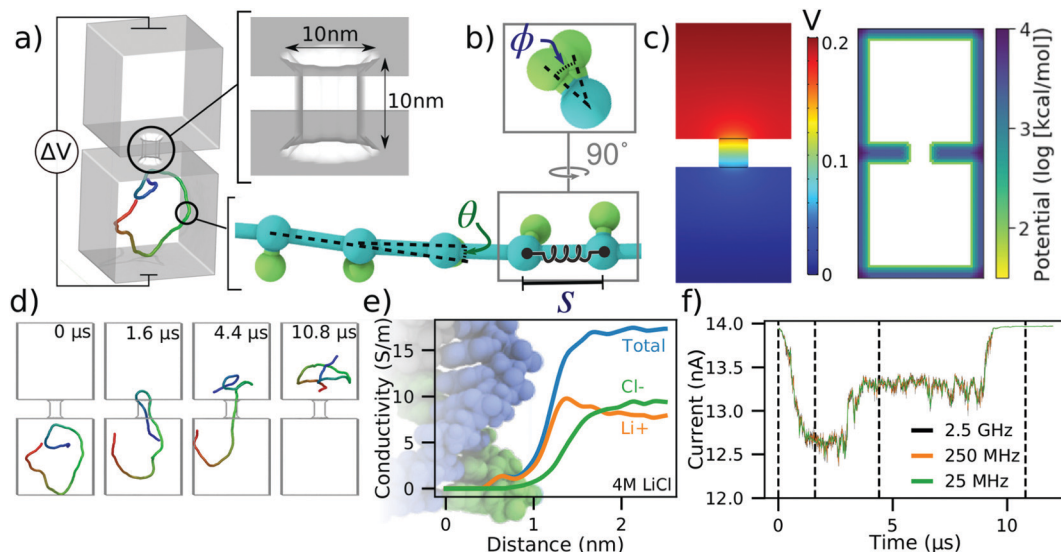 a)
10nm
10nm
ΔV
b)
ϕ
90°
θ
S
c)
V
0.2
0.1
0
4
3
2
Potential (log [kcal/mol])
d)
0 μs
1.6 μs
4.4 μs
10.8 μs
e)
Conductivity (S/m)
15
10
5
0
Total
Cl-
Li+
4M LiCl
0
1
2
Distance (nm)
f)
Current (nA)
14.0
13.5
13.0
12.5
12.0
2.5 GHz
250 MHz
25 MHz
0
5
10
Time (μs)